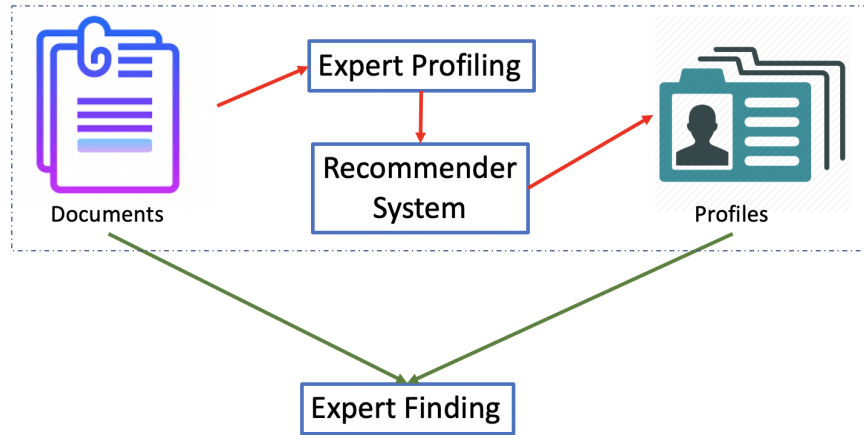 Expert Profiling
Recommender
System
Documents
Profiles
Expert Finding